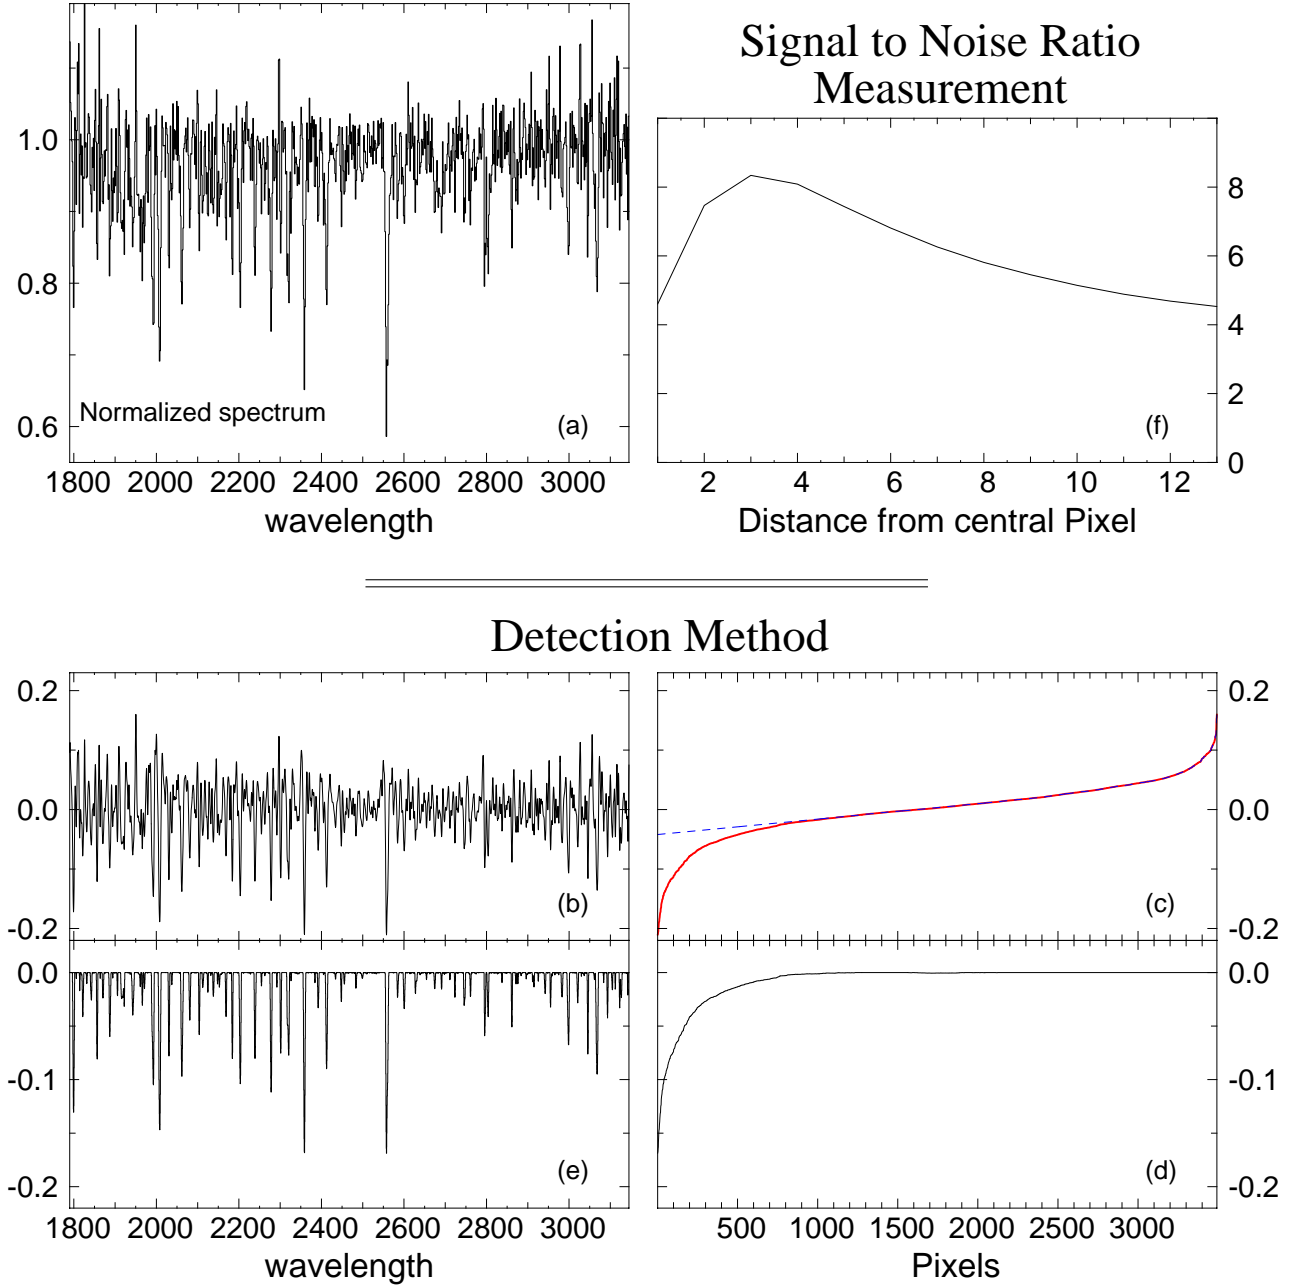 Signal to Noise Ratio
Measurement
1.0
0.8
0.6
Normalized spectrum
(a)
1800 2000 2200 2400 2600 2800 3000
wavelength
8
6
4
2
0
(f)
2 4 6 8 10 12
Distance from central Pixel
Detection Method
0.2
0.0
-0.2
(b)
0.2
0.0
-0.2
(c)
0.0
-0.1
-0.2
(e)
1800 2000 2200 2400 2600 2800 3000
wavelength
0.0
-0.1
-0.2
(d)
500 1000 1500 2000 2500 3000
Pixels